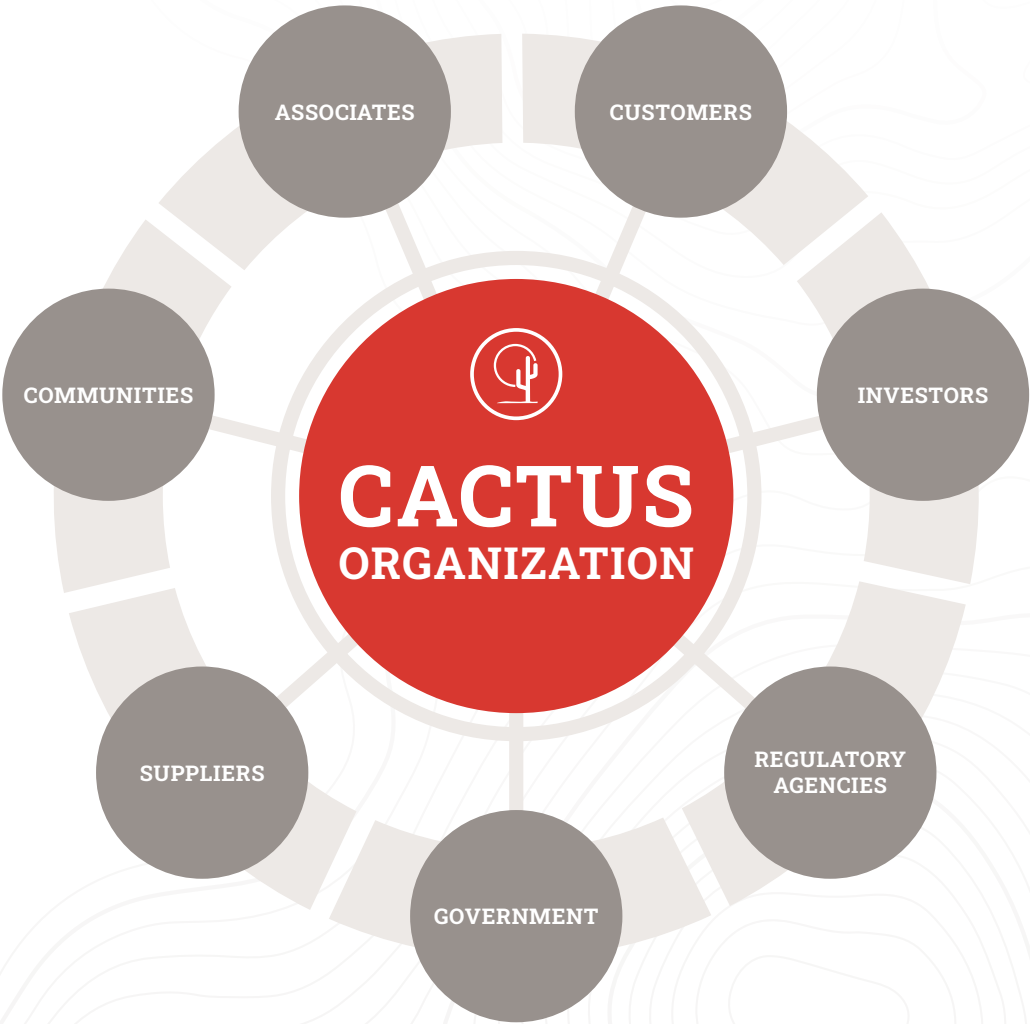 ASSOCIATES
CUSTOMERS
COMMUNITIES
INVESTORS
CACTUS
ORGANIZATION
SUPPLIERS
REGULATORY
AGENCIES
GOVERNMENT